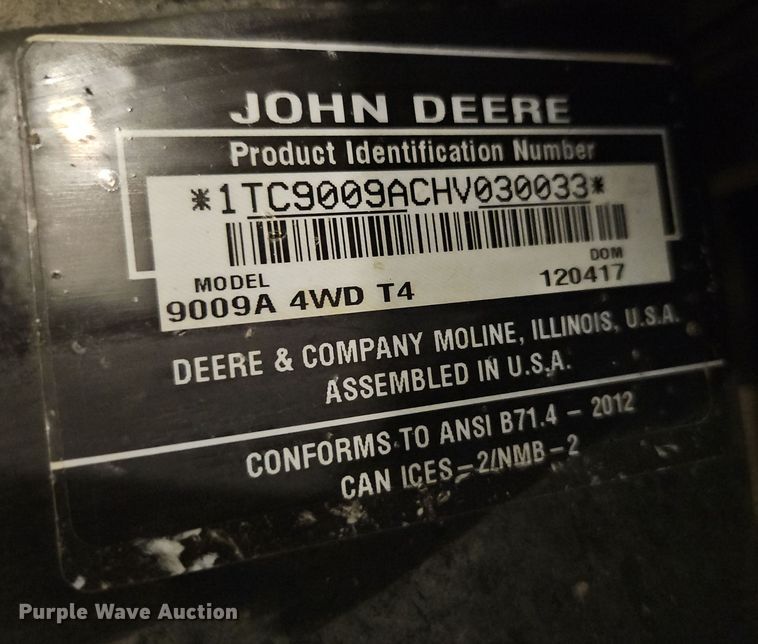 JOHN DEERE
Product Identification Number
*1TC9009ACHV030033*
MODEL
9009A 4WD T4
DOM
120417
DEERE & COMPANY MOLINE, ILLINOIS, U.S.A.
ASSEMBLED IN U.S.A.
CONFORMS TO ANSI B71.4 - 2012
CAN ICES-2/NMB-2
Purple Wave Auction